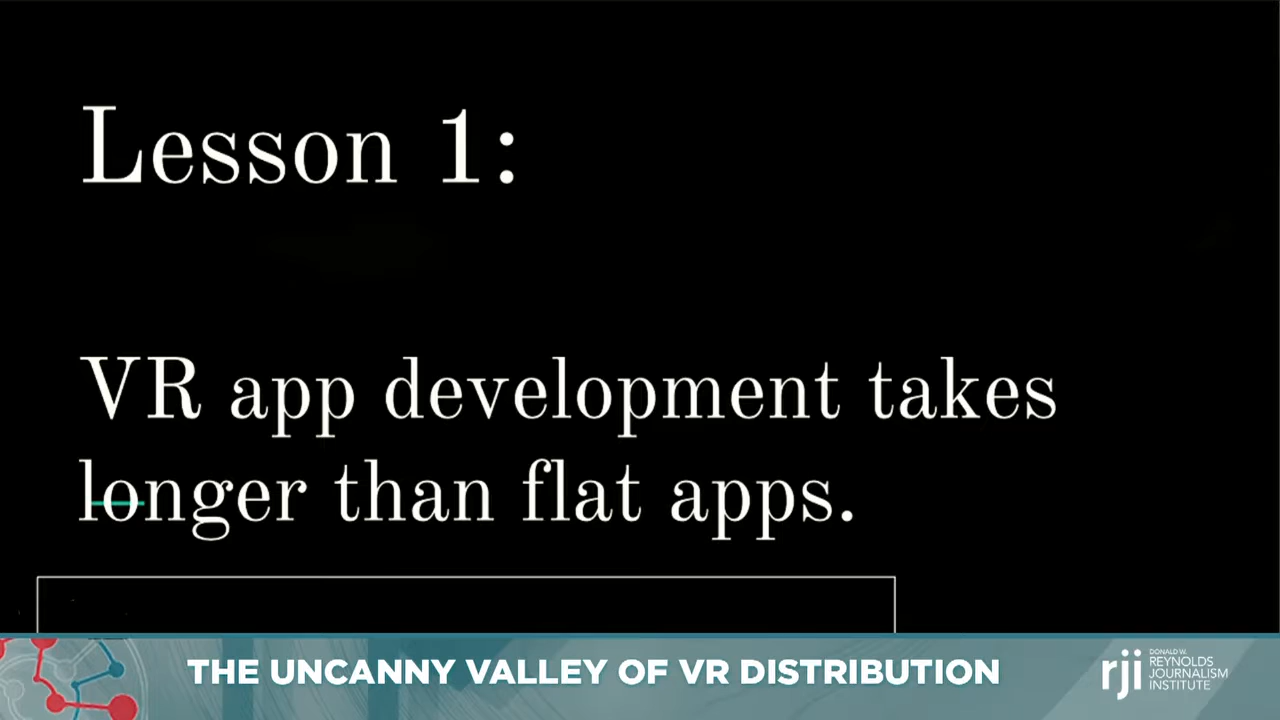 Lesson 1:
VR app development takes
longer than flat apps.
THE UNCANNY VALLEY OF VR DISTRIBUTION
rji
DONALD W.
REYNOLDS
JOURNALISM
INSTITUTE